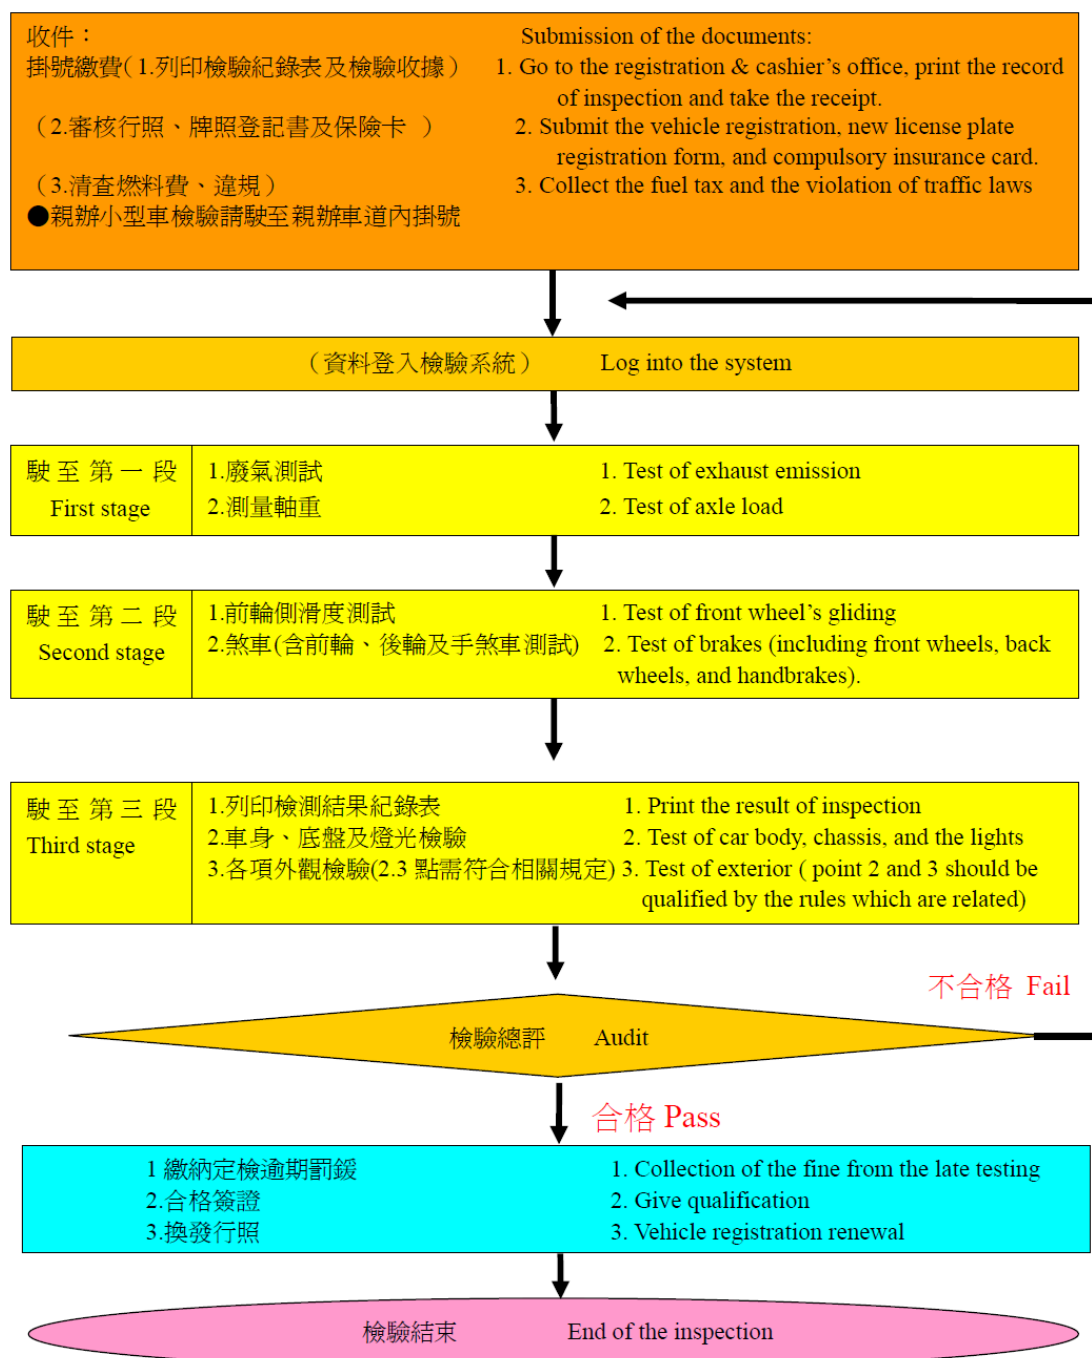 收件： Submission of the documents:
掛號繳費(1.列印檢驗紀錄表及檢驗收據） 1. Go to the registration & cashier’s office, print the record
of inspection and take the receipt.
（2.審核行照、牌照登記書及保險卡 ） 2. Submit the vehicle registration, new license plate
registration form, and compulsory insurance card.
（3.清查燃料費、違規） 3. Collect the fuel tax and the violation of traffic laws
●親辦小型車檢驗請駛至親辦車道內掛號
（資料登入檢驗系統） Log into the system
駛至第一段 1.廢氣測試 1. Test of exhaust emission
First stage 2.測量軸重 2. Test of axle load
駛至第二段 1.前輪側滑度測試 1. Test of front wheel’s gliding
Second stage 2.煞車(含前輪、後輪及手煞車測試) 2. Test of brakes (including front wheels, back
wheels, and handbrakes).
駛至第三段 1.列印檢測結果紀錄表 1. Print the result of inspection
Third stage 2.車身、底盤及燈光檢驗 2. Test of car body, chassis, and the lights
3.各項外觀檢驗(2.3 點需符合相關規定) 3. Test of exterior ( point 2 and 3 should be
qualified by the rules which are related)
不合格 Fail
檢驗總評 Audit
合格 Pass
1 繳納定檢逾期罰鍰 1. Collection of the fine from the late testing
2.合格簽證 2. Give qualification
3.換發行照 3. Vehicle registration renewal
檢驗結束 End of the inspection